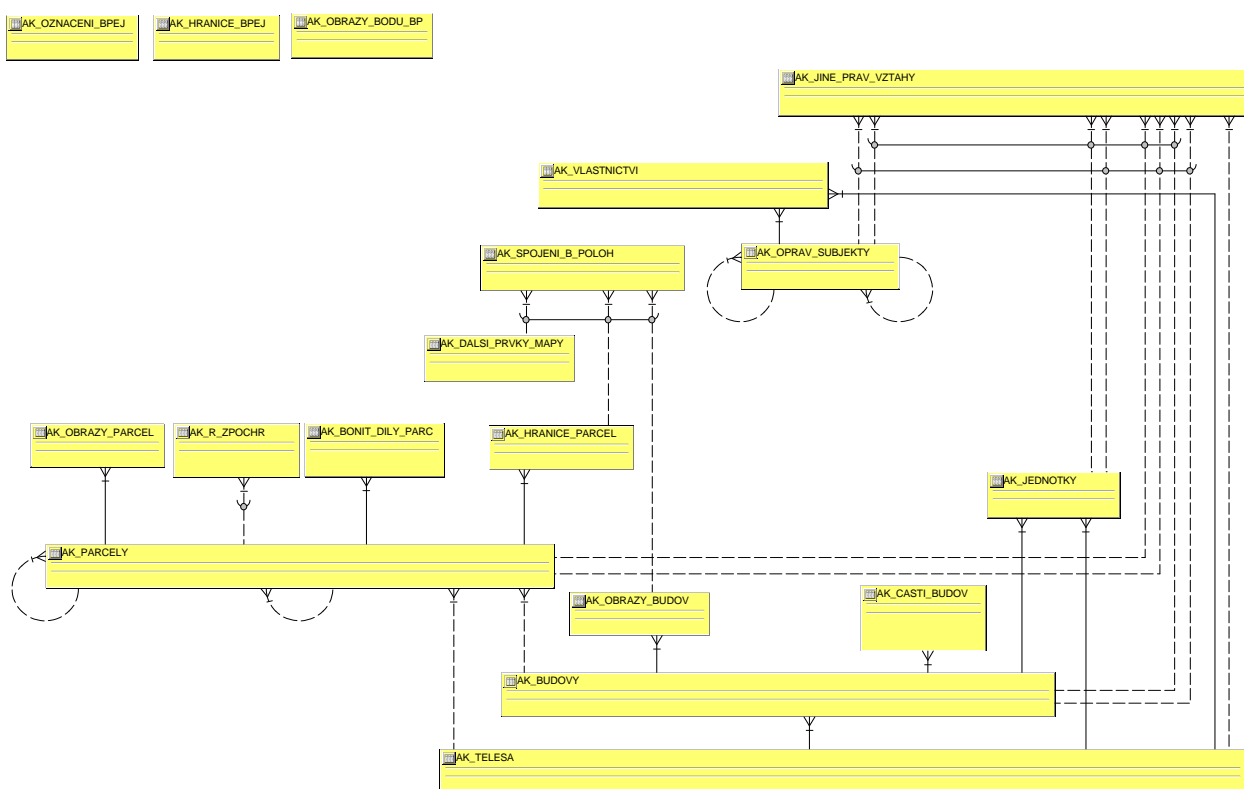 AK_OZNACENI_BPEJ
AK_HRANICE_BPEJ
AK_OBRAZY_BODU_BP
AK_JINE_PRAV_VZTAHY
AK_VLASTNICTVI
AK_SPOJENI_B_POLOH
AK_OPRAV_SUBJEKTY
AK_DALSI_PRVKY_MAPY
AK_OBRAZY_PARCEL
AK_R_ZPOCHR
AK_BONIT_DILY_PARC
AK_HRANICE_PARCEL
AK_JEDNOTKY
AK_PARCELY
AK_OBRAZY_BUDOV
AK_CASTI_BUDOV
AK_BUDOVY
AK_TELESA